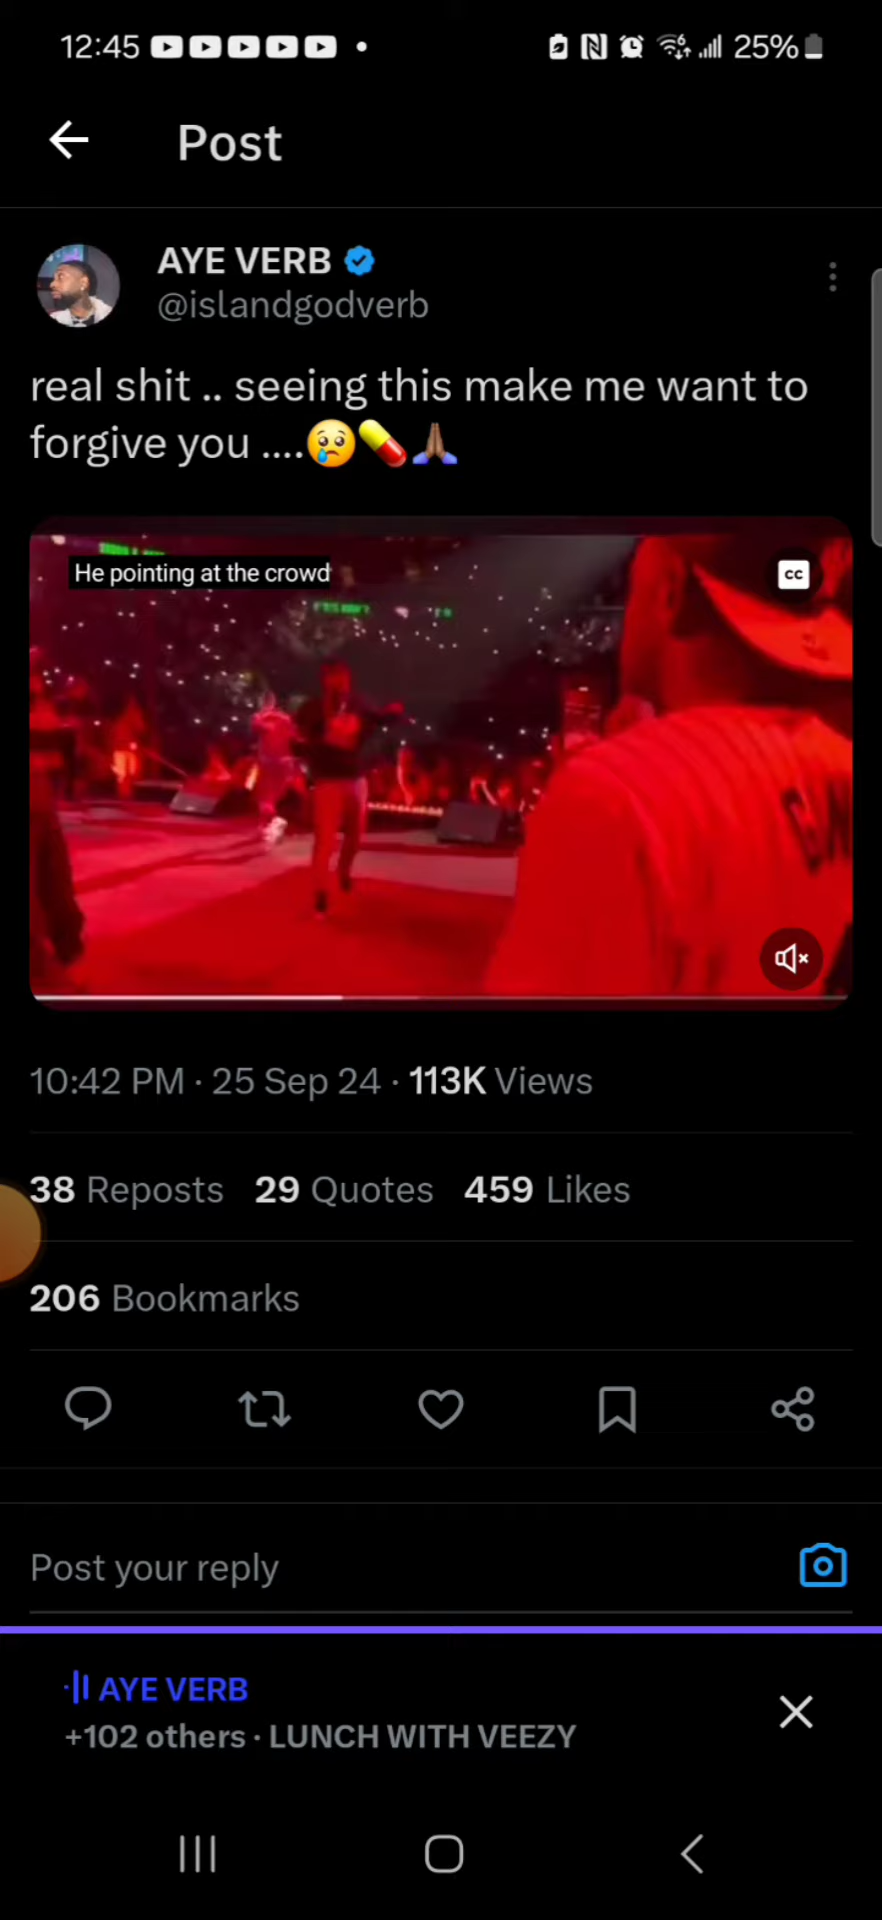 12:45 25%
Post
AYE VERB
@islandgodverb
real shit .. seeing this make me want to
forgive you ....😢💊🙏🏾
He pointing at the crowd
CC
10:42 PM · 25 Sep 24 · 113K Views
38 Reposts 29 Quotes 459 Likes
206 Bookmarks
Post your reply
AYE VERB
+102 others · LUNCH WITH VEEZY